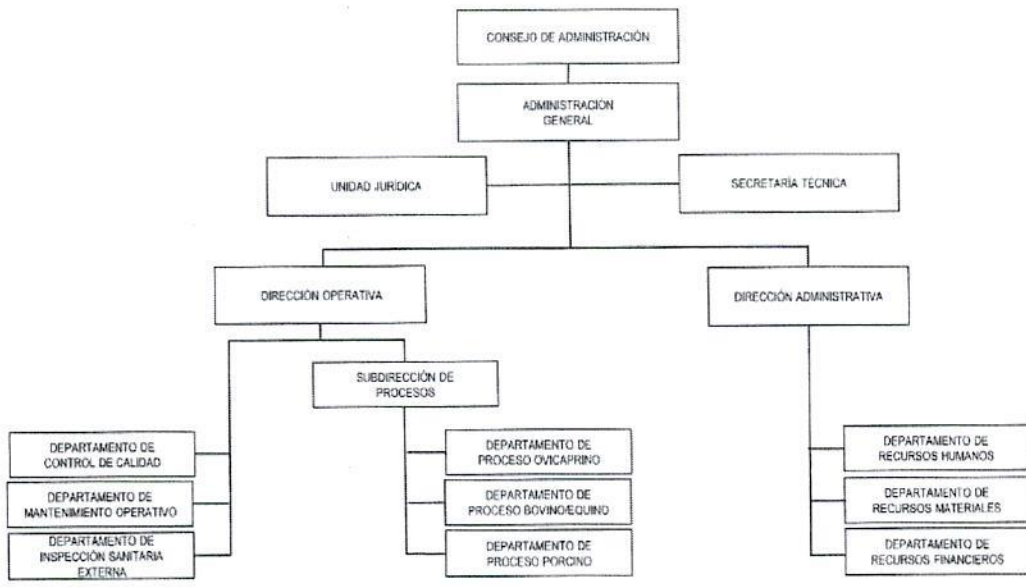 CONSEJO DE ADMINISTRACIÓN
ADMINISTRACION
GENERAL
UNIDAD JURÍDICA
SECRETARÍA TÉCNICA
DIRECCIÓN OPERATIVA
DIRECCIÓN ADMINISTRATIVA
SUBDIRECCIÓN DE
PROCESOS
DEPARTAMENTO DE
CONTROL DE CALIDAD
DEPARTAMENTO DE
MANTENIMIENTO OPERATIVO
DEPARTAMENTO DE
INSPECCIÓN SANITARIA
EXTERNA
DEPARTAMENTO DE
PROCESO OVICAPRINO
DEPARTAMENTO DE
PROCESO BOVINO/EQUINO
DEPARTAMENTO DE
PROCESO PORCINO
DEPARTAMENTO DE
RECURSOS HUMANOS
DEPARTAMENTO DE
RECURSOS MATERIALES
DEPARTAMENTO DE
RECURSOS FINANCIEROS